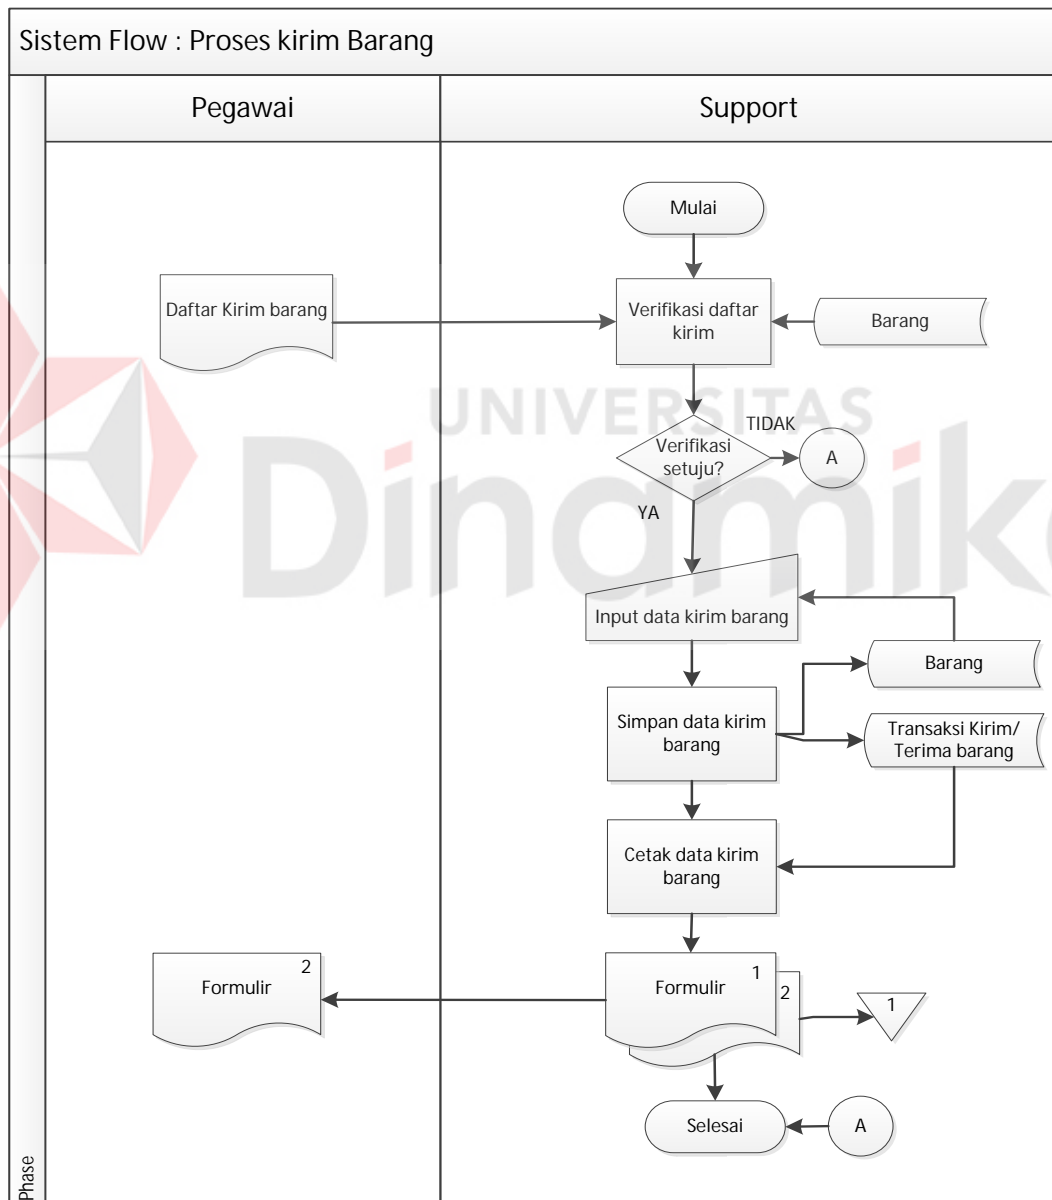 Sistem Flow : Proses kirim Barang
Pegawai
Support
Mulai
Daftar Kirim barang
Verifikasi daftar
kirim
Barang
UNIVERSITAS
Dinamika
Verifikasi
setuju?
TIDAK
A
YA
Input data kirim barang
Barang
Simpan data kirim
barang
Transaksi Kirim/
Terima barang
Cetak data kirim
barang
Formulir
2
Formulir
1
2
1
Selesai
A
Phase